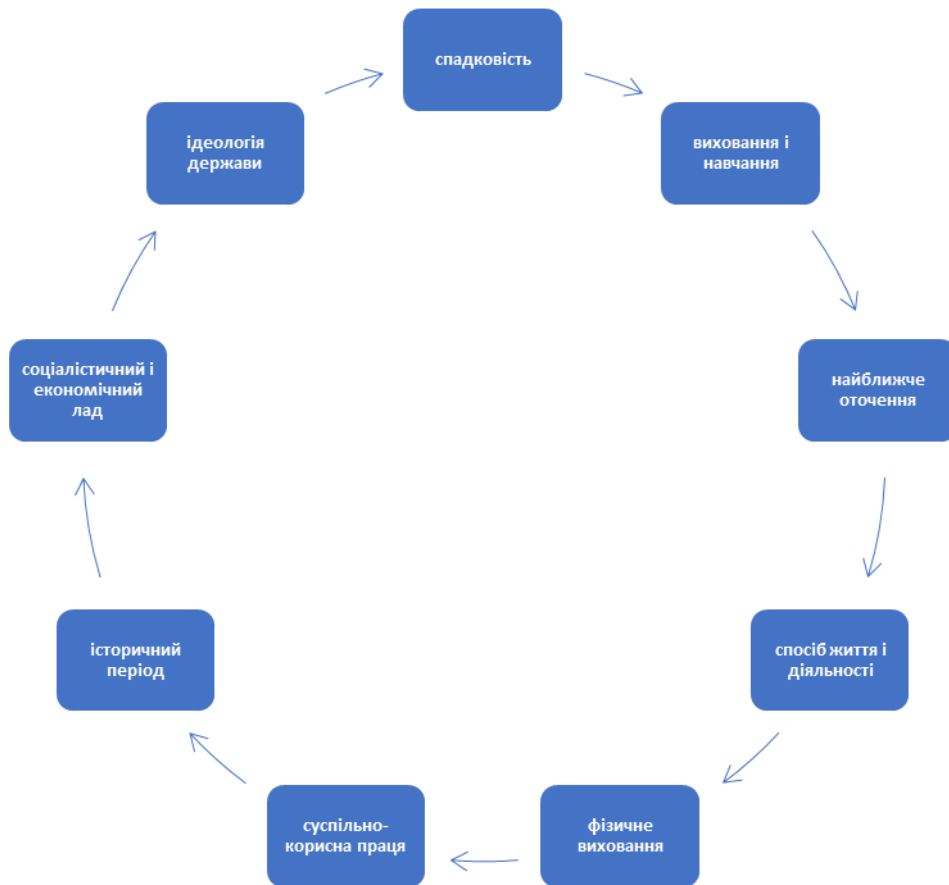 спадковість
виховання і
навчання
найближче
оточення
спосіб життя і
діяльності
фізичне
виховання
суспільно-
корисна праця
історичний
період
соціалістичний і
економічний
лад
ідеологія
держави